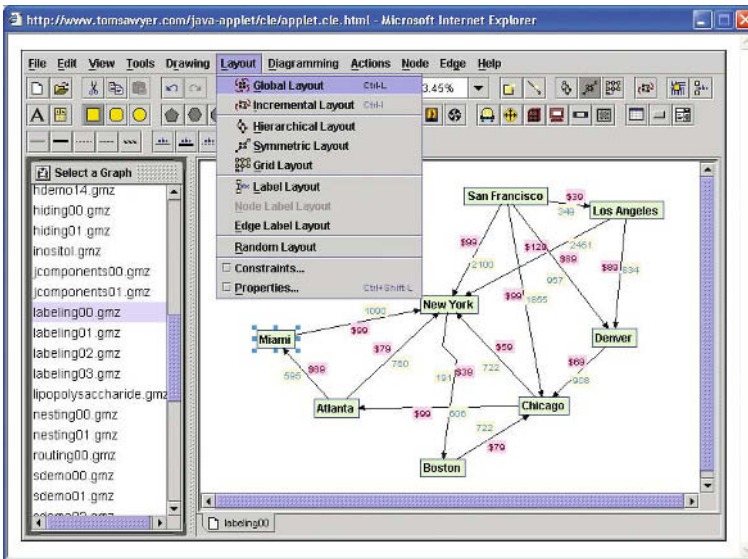 http://www.tomsawyer.com/java-applet/cle/applet.cle.html - Microsoft Internet Explorer
File Edit View Tools Drawing Layout Diagramming Actions Node Edge Help
Global Layout Ctrl-L
3.45%
Incremental Layout Ctrl-I
Hierarchical Layout
Symmetric Layout
Grid Layout
Label Layout
Node Label Layout
Edge Label Layout
Random Layout
Constraints...
Properties... Ctrl+Shift-L
Select a Graph
hdemo14.gmz
hiding00.gmz
hiding01.gmz
inositol.gmz
jcomponents00.gmz
jcomponents01.gmz
labeling00.gmz
labeling01.gmz
labeling02.gmz
labeling03.gmz
lipopolysaccharide.gmz
nesting00.gmz
nesting01.gmz
routing00.gmz
sdemo00.gmz
sdemo01.gmz
San Francisco
$39
349
Los Angeles
$99
2100
$129
2451
$89
957
$89
834
$99
1855
New York
1090
$99
Miami
Denver
$79
760
$59
722
$69
908
$69
595
191
$39
Atlanta
$99
606
Chicago
722
$79
Boston
labeling00